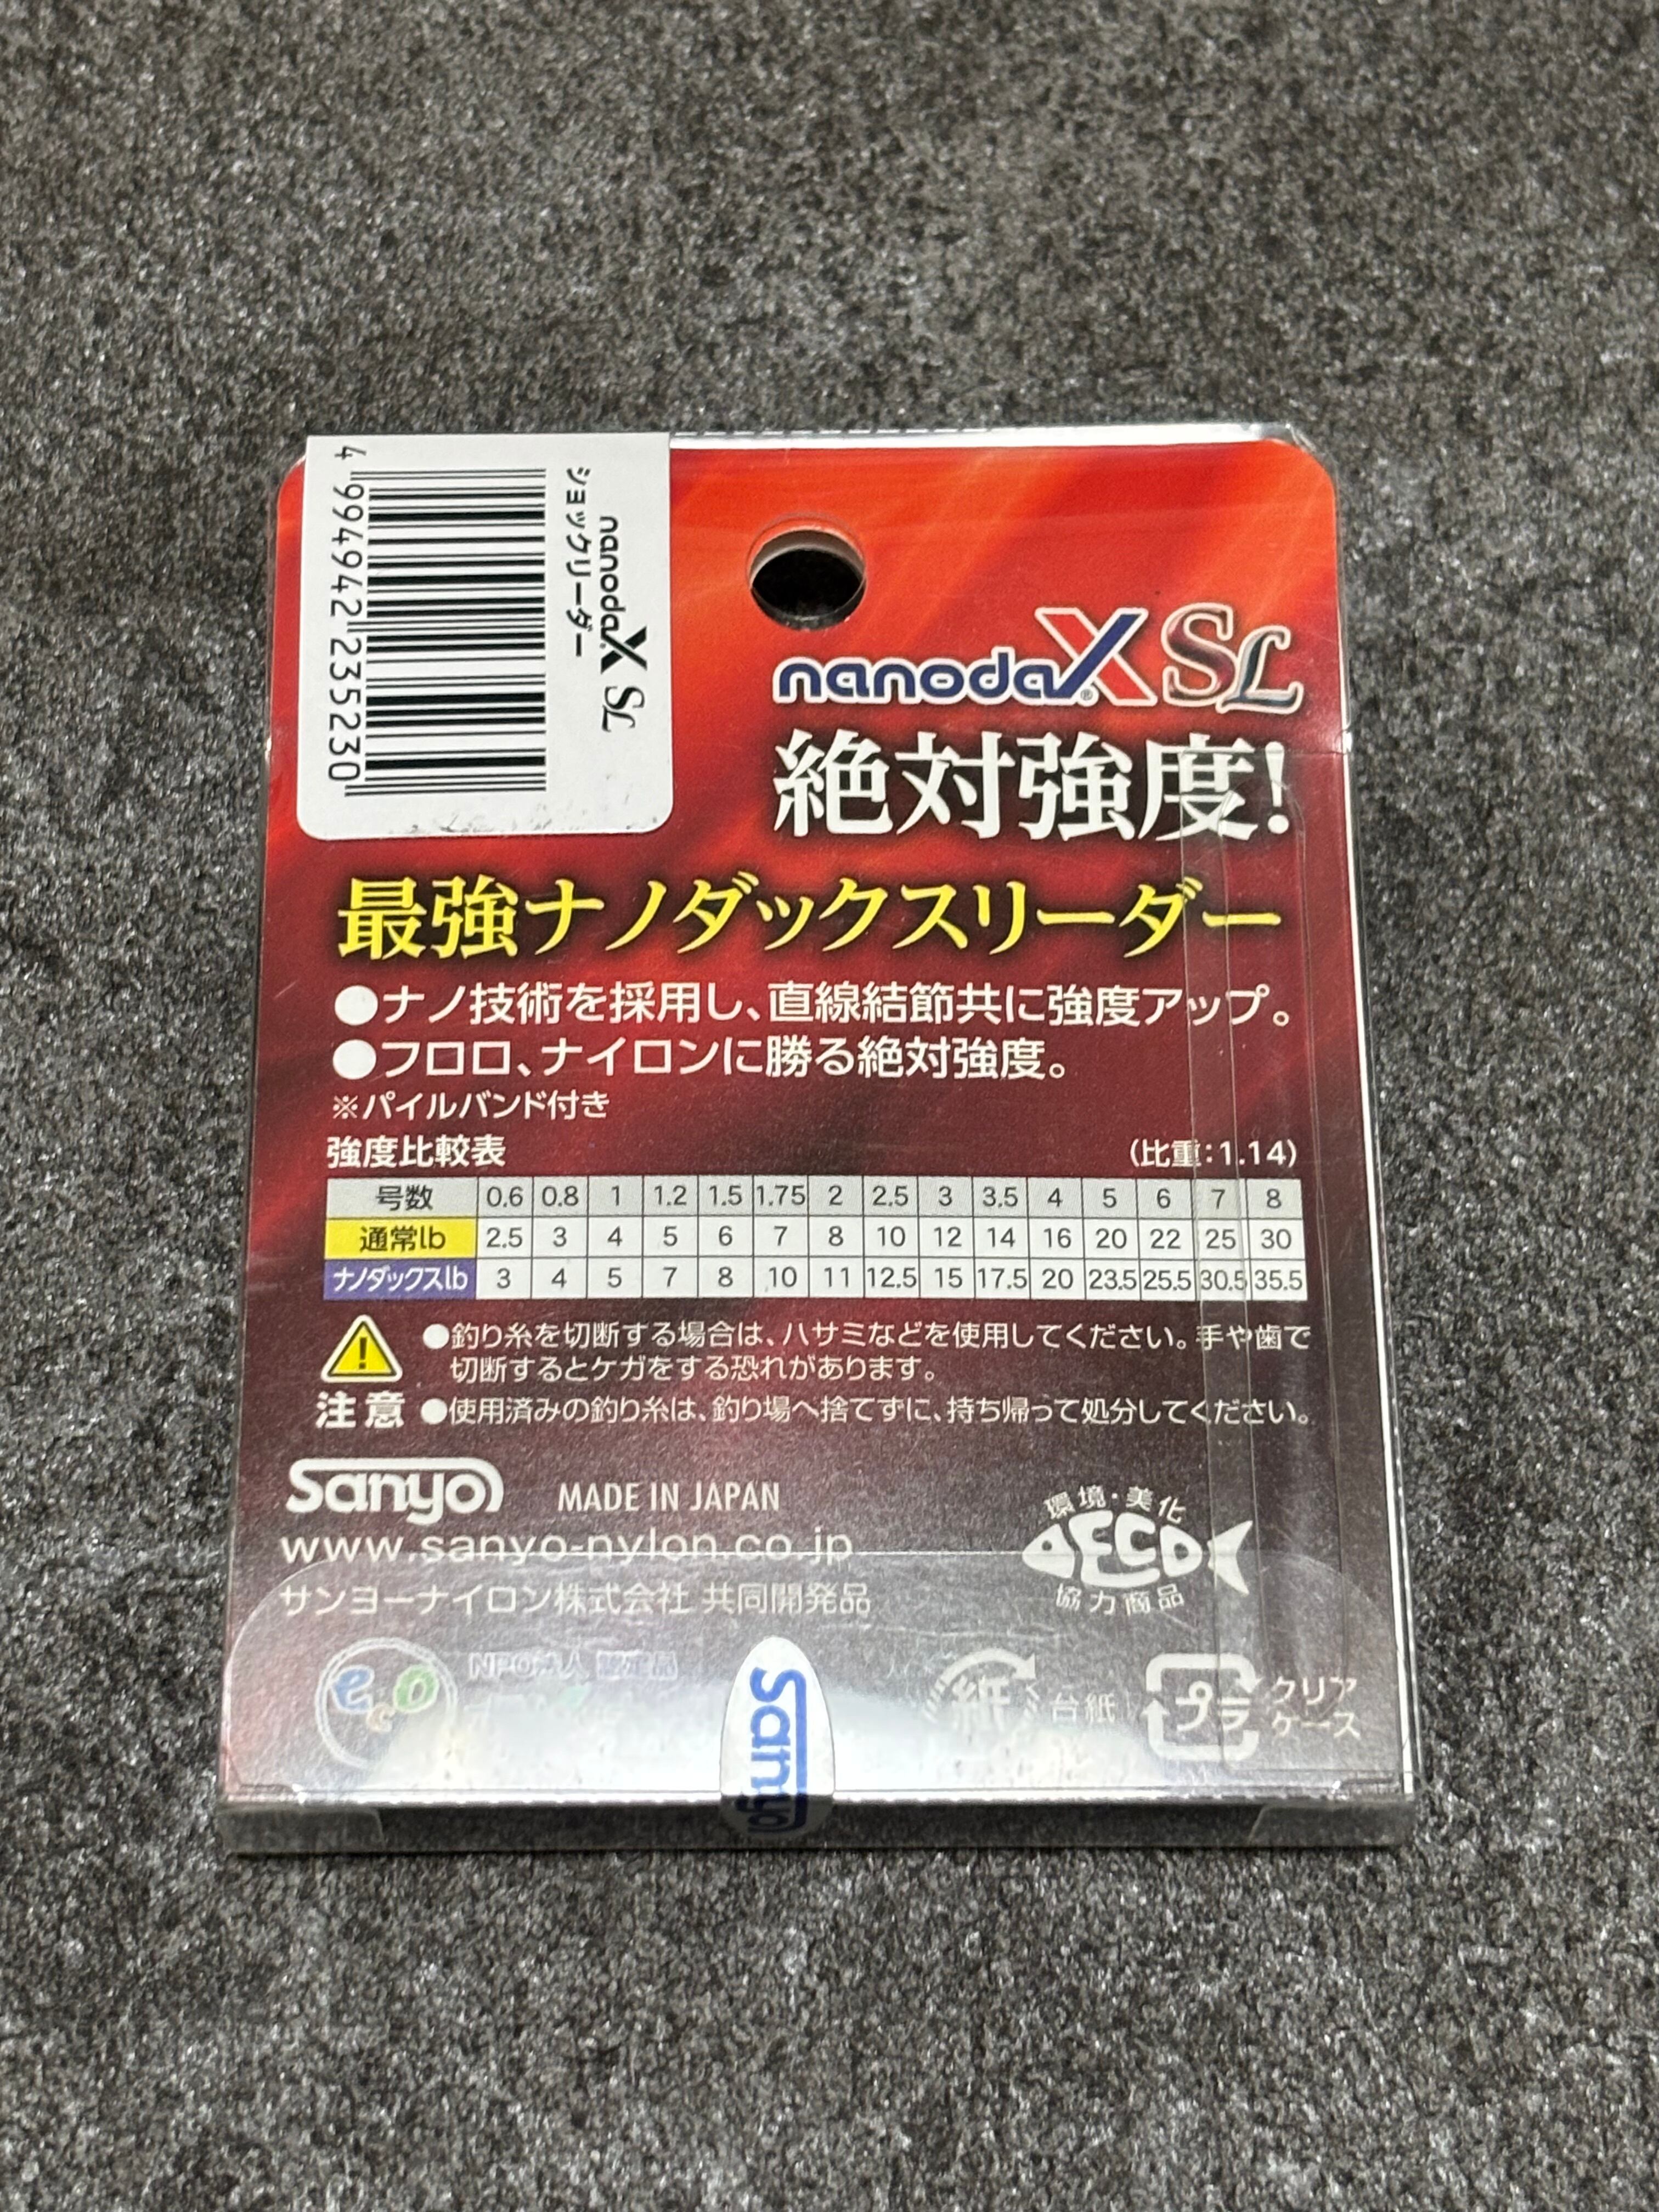 nanodaX SL
ショックリーダー
4 994942 235230
nanodaX® SL
絶対強度!
最強ナノダックスリーダー
●ナノ技術を採用し、直線結節共に強度アップ。
●フロロ、ナイロンに勝る絶対強度。
※パイルバンド付き
強度比較表 (比重:1.14)
号数 0.6 0.8 1 1.2 1.5 1.75 2 2.5 3 3.5 4 5 6 7 8
通常lb 2.5 3 4 5 6 7 8 10 12 14 16 20 22 25 30
ナノダックスlb 3 4 5 7 8 10 11 12.5 15 17.5 20 23.5 25.5 30.5 35.5
注意
●釣り糸を切断する場合は、ハサミなどを使用してください。手や歯で
切断するとケガをする恐れがあります。
●使用済みの釣り糸は、釣り場へ捨てずに、持ち帰って処分してください。
Sanyo MADE IN JAPAN
www.sanyo-nylon.co.jp
サンヨーナイロン株式会社 共同開発品
環境・美化
ECO
協力商品
eco
NPO法人 認定品
Sanyo
紙 台紙
プラ クリア
ケース